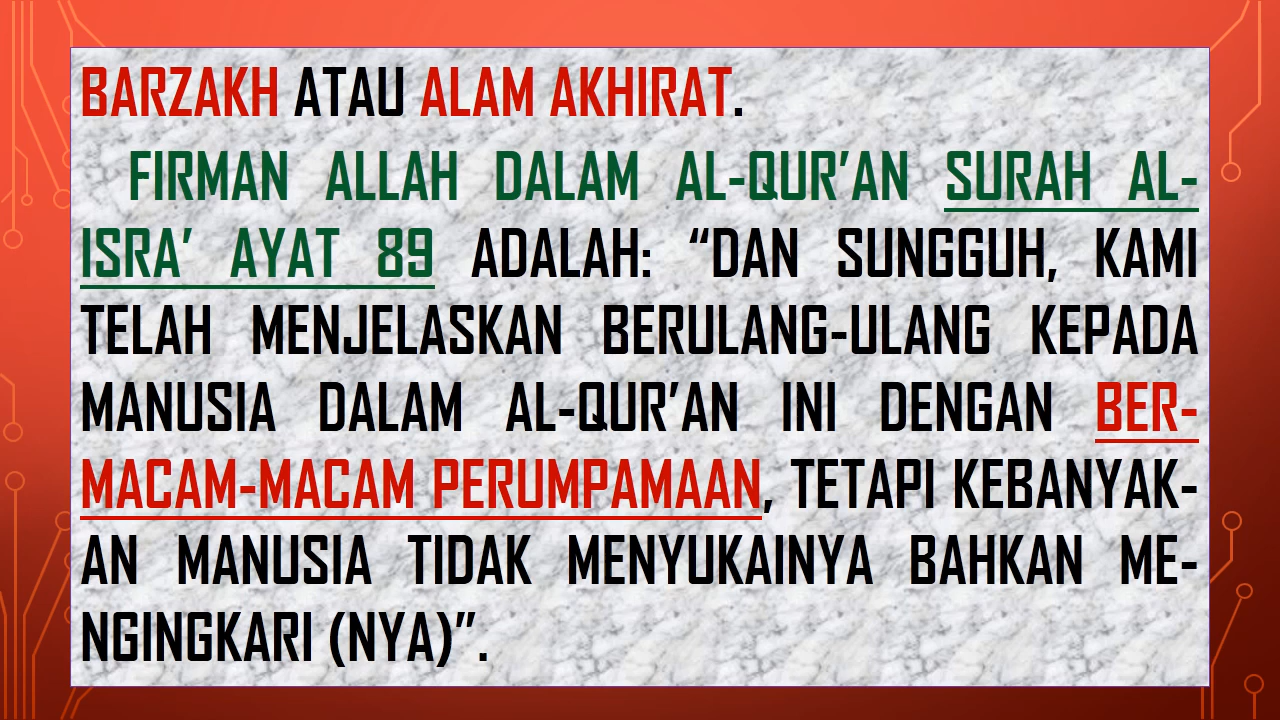 BARZAKH ATAU ALAM AKHIRAT.
FIRMAN ALLAH DALAM AL-QUR’AN SURAH AL-
ISRA’ AYAT 89 ADALAH: “DAN SUNGGUH, KAMI
TELAH MENJELASKAN BERULANG-ULANG KEPADA
MANUSIA DALAM AL-QUR’AN INI DENGAN BER-
MACAM-MACAM PERUMPAMAAN, TETAPI KEBANYAK-
AN MANUSIA TIDAK MENYUKAINYA BAHKAN ME-
NGINGKARI (NYA)”.